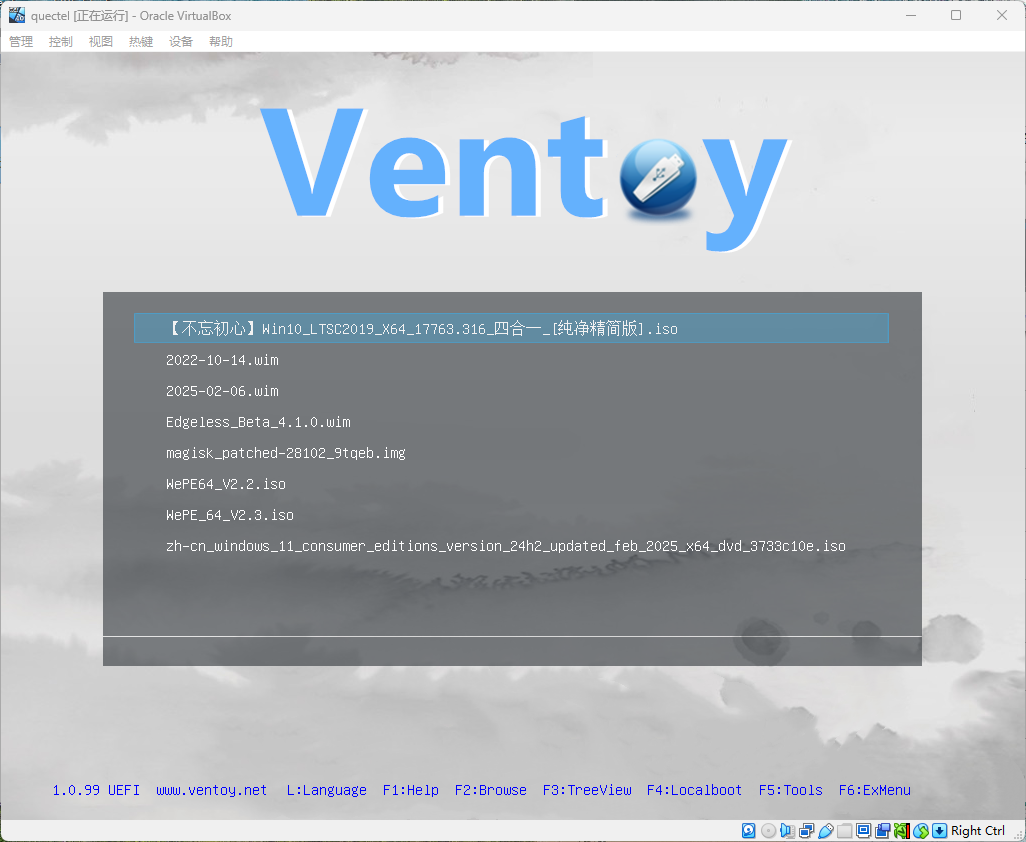 quectel [正在运行] - Oracle VirtualBox
管理 控制 视图 热键 设备 帮助
Ventoy
【不忘初心】Win10_LTSC2019_X64_17763.316_四合一_[纯净精简版].iso
2022-10-14.wim
2025-02-06.wim
Edgeless_Beta_4.1.0.wim
magisk_patched-28102_9tqeb.img
WePE64_V2.2.iso
WePE_64_V2.3.iso
zh-cn_windows_11_consumer_editions_version_24h2_updated_feb_2025_x64_dvd_3733c10e.iso
1.0.99 UEFI www.ventoy.net L:Language F1:Help F2:Browse F3:TreeView F4:Localboot F5:Tools F6:ExMenu
Right Ctrl